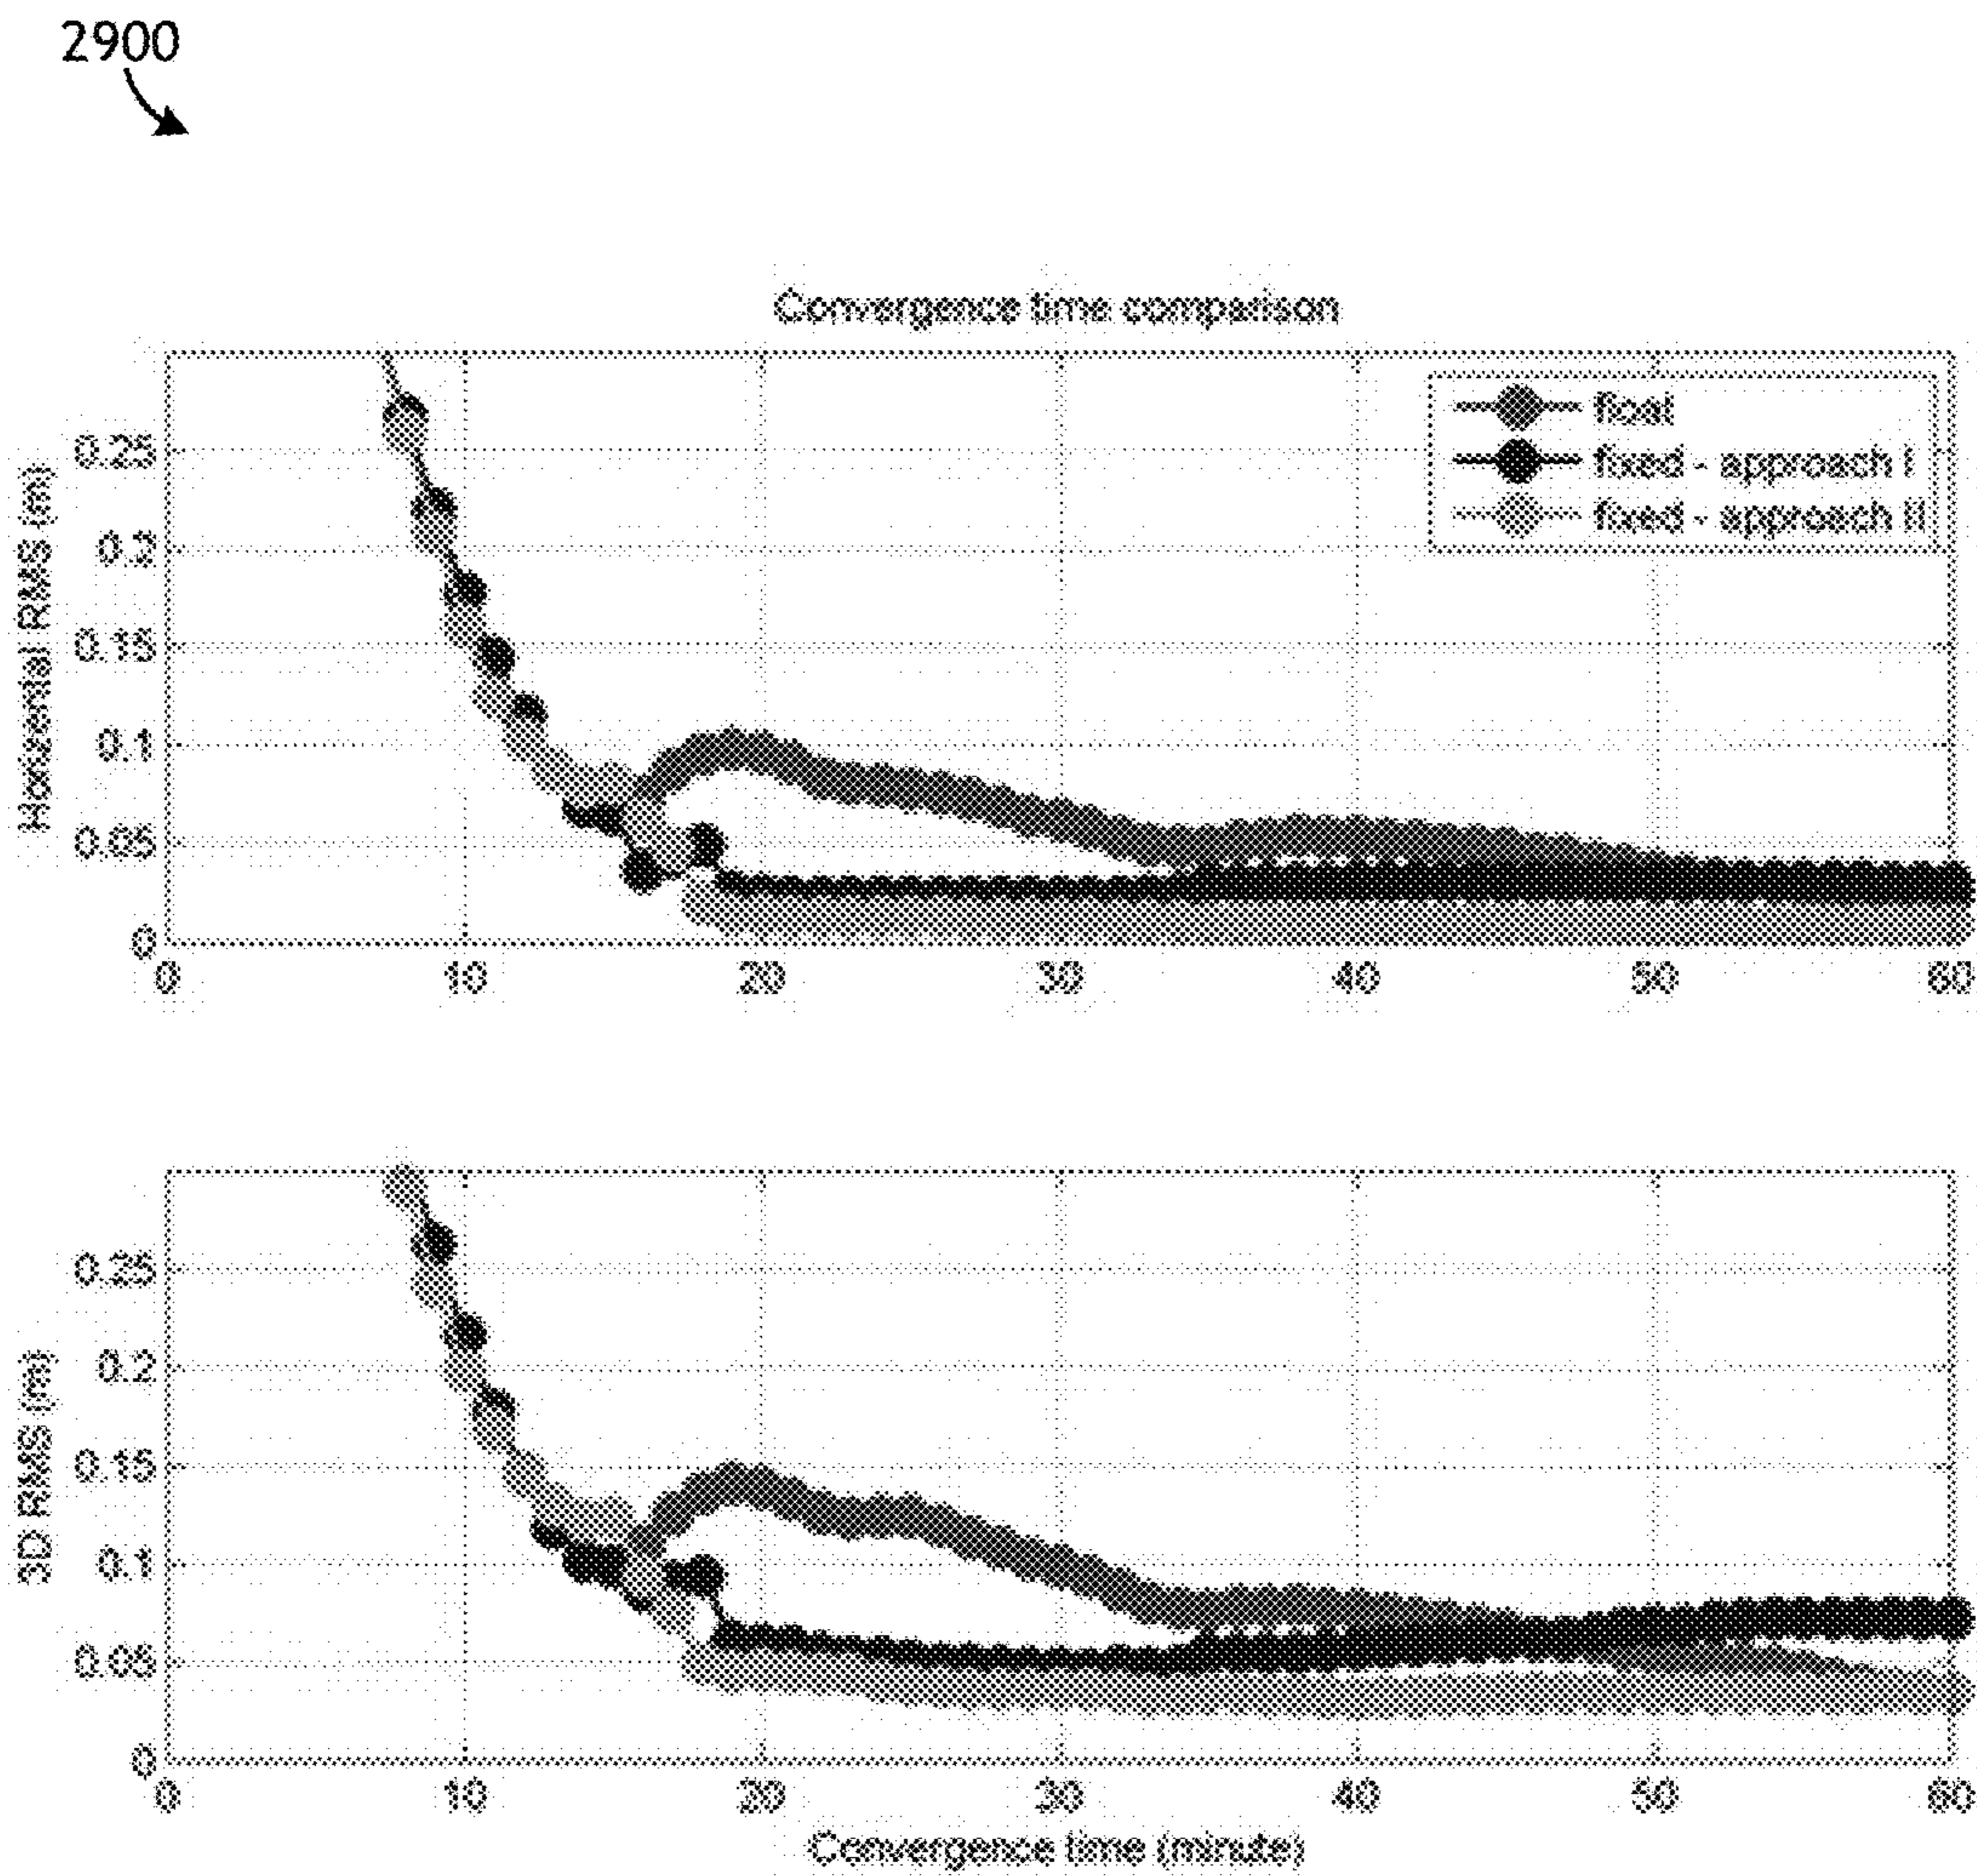 2900
Convergence time comparison
Horizontal RMS (m)
0.25
0.2
0.15
0.1
0.05
0
0 10 20 30 40 50 60
float
fixed - approach I
fixed - approach II
3D RMS (m)
0.25
0.2
0.15
0.1
0.05
0
0 10 20 30 40 50 60
Convergence time (minute)